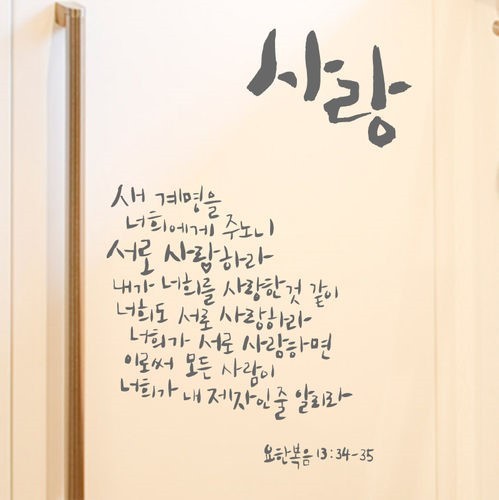 사랑
새 계명을
너희에게 주노니
서로 사랑하라
내가 너희를 사랑한것 같이
너희도 서로 사랑하라
너희가 서로 사랑하면
이로써 모든 사람이
너희가 내 제자인줄 알리라
요한복음 13:34-35